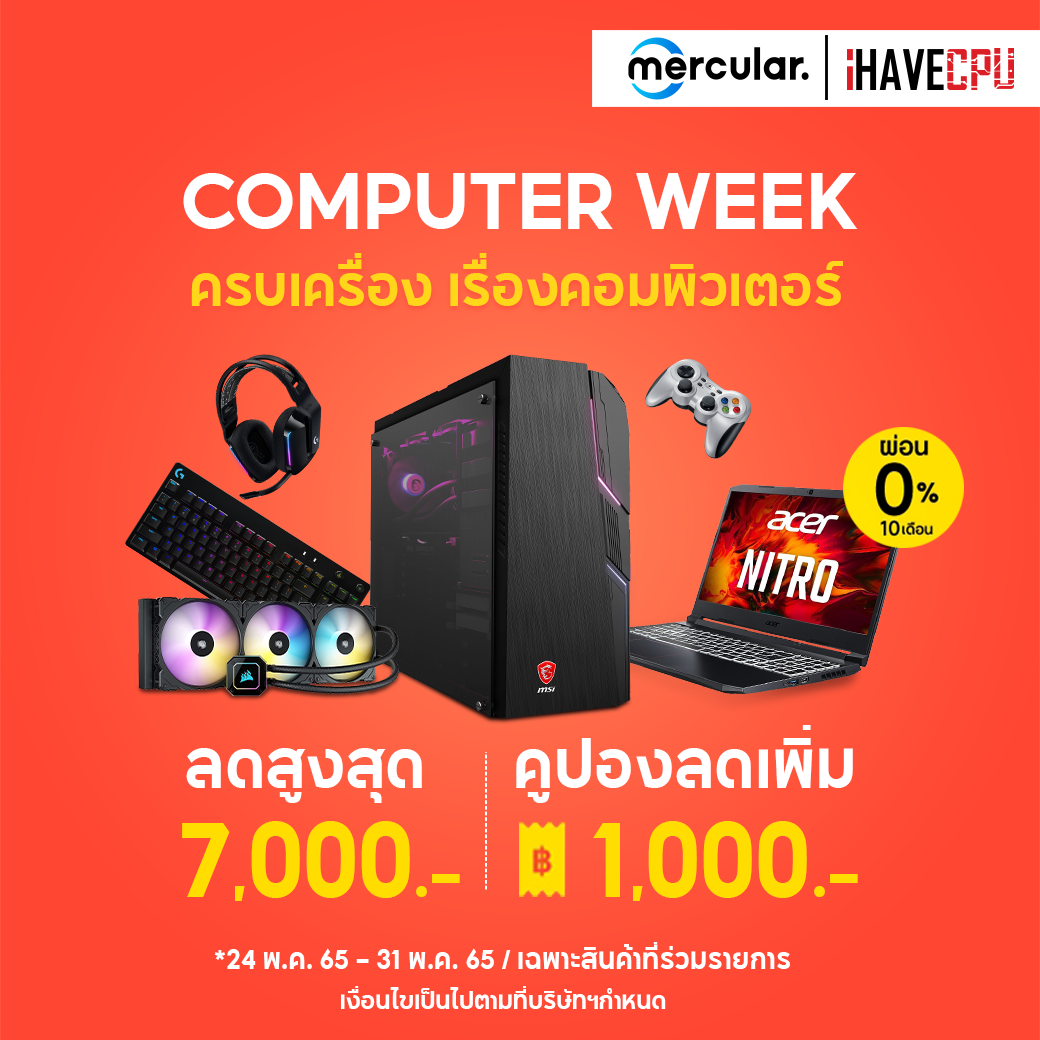 mercular. iHAVECPU
COMPUTER WEEK
ครบเครื่อง เรื่องคอมพิวเตอร์
ผ่อน
0%
10 เดือน
acer
NITRO
acer
msi
ลดสูงสุด
7,000.-
คูปองลดเพิ่ม
฿ 1,000.-
*24 พ.ค. 65 - 31 พ.ค. 65 / เฉพาะสินค้าที่ร่วมรายการ
เงื่อนไขเป็นไปตามที่บริษัทฯกำหนด